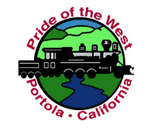 Pride of the West
Portola • California